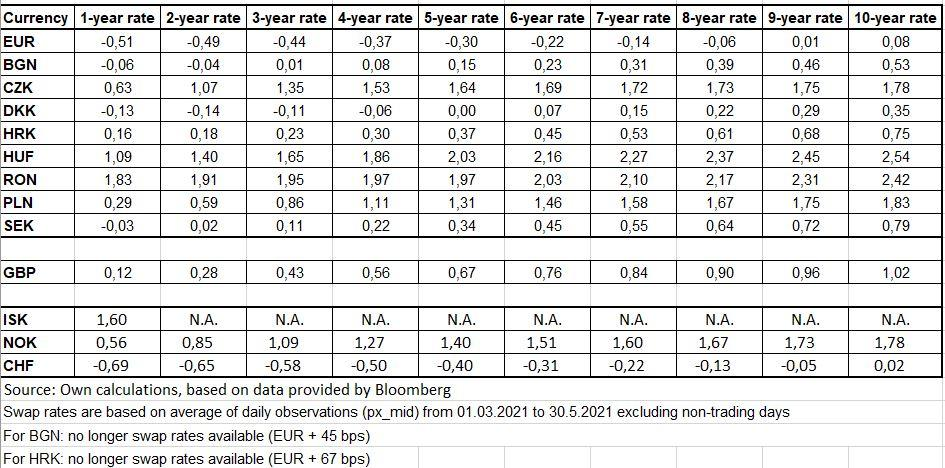 Currency 1-year rate 2-year rate 3-year rate 4-year rate 5-year rate 6-year rate 7-year rate 8-year rate 9-year rate 10-year rate
EUR -0,51 -0,49 -0,44 -0,37 -0,30 -0,22 -0,14 -0,06 0,01 0,08
BGN -0,06 -0,04 0,01 0,08 0,15 0,23 0,31 0,39 0,46 0,53
CZK 0,63 1,07 1,35 1,53 1,64 1,69 1,72 1,73 1,75 1,78
DKK -0,13 -0,14 -0,11 -0,06 0,00 0,07 0,15 0,22 0,29 0,35
HRK 0,16 0,18 0,23 0,30 0,37 0,45 0,53 0,61 0,68 0,75
HUF 1,09 1,40 1,65 1,86 2,03 2,16 2,27 2,37 2,45 2,54
RON 1,83 1,91 1,95 1,97 1,97 2,03 2,10 2,17 2,31 2,42
PLN 0,29 0,59 0,86 1,11 1,31 1,46 1,58 1,67 1,75 1,83
SEK -0,03 0,02 0,11 0,22 0,34 0,45 0,55 0,64 0,72 0,79
GBP 0,12 0,28 0,43 0,56 0,67 0,76 0,84 0,90 0,96 1,02
ISK 1,60 N.A. N.A. N.A. N.A. N.A. N.A. N.A. N.A. N.A.
NOK 0,56 0,85 1,09 1,27 1,40 1,51 1,60 1,67 1,73 1,78
CHF -0,69 -0,65 -0,58 -0,50 -0,40 -0,31 -0,22 -0,13 -0,05 0,02
Source: Own calculations, based on data provided by Bloomberg
Swap rates are based on average of daily observations (px_mid) from 01.03.2021 to 30.5.2021 excluding non-trading days
For BGN: no longer swap rates available (EUR + 45 bps)
For HRK: no longer swap rates available (EUR + 67 bps)